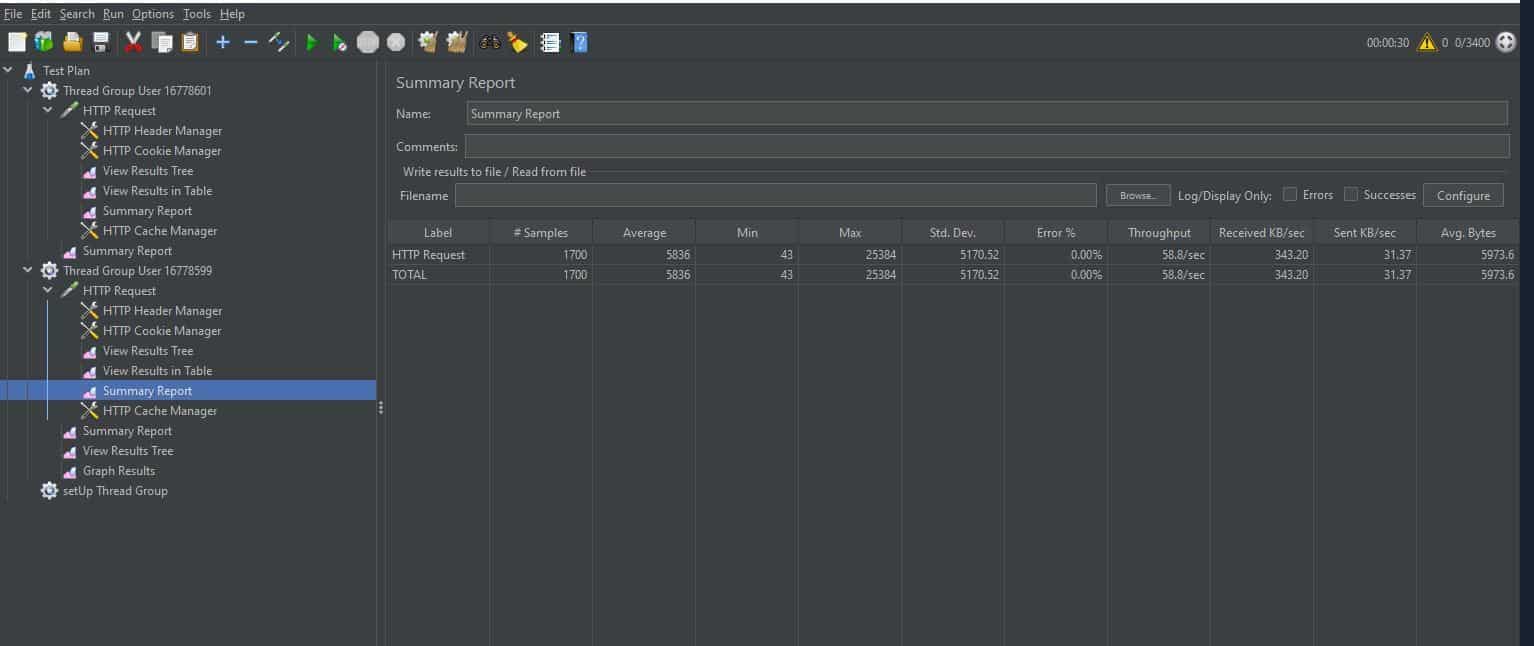 File Edit Search Run Options Tools Help
00:00:30 0 0/3400
Test Plan
Thread Group User 16778601
HTTP Request
HTTP Header Manager
HTTP Cookie Manager
View Results Tree
View Results in Table
Summary Report
HTTP Cache Manager
Summary Report
Thread Group User 16778599
HTTP Request
HTTP Header Manager
HTTP Cookie Manager
View Results Tree
View Results in Table
Summary Report
HTTP Cache Manager
Summary Report
View Results Tree
Graph Results
setUp Thread Group
Summary Report
Name: Summary Report
Comments:
Write results to file / Read from file
Filename Browse... Log/Display Only: Errors Successes Configure
Label # Samples Average Min Max Std. Dev. Error % Throughput Received KB/sec Sent KB/sec Avg. Bytes
HTTP Request 1700 5836 43 25384 5170.52 0.00% 58.8/sec 343.20 31.37 5973.6
TOTAL 1700 5836 43 25384 5170.52 0.00% 58.8/sec 343.20 31.37 5973.6